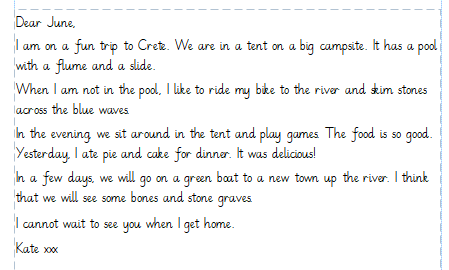 Dear June,
I am on a fun trip to Crete. We are in a tent on a big campsite. It has a pool
with a flume and a slide.
When I am not in the pool, I like to ride my bike to the river and skim stones
across the blue waves.
In the evening, we sit around in the tent and play games. The food is so good.
Yesterday, I ate pie and cake for dinner. It was delicious!
In a few days, we will go on a green boat to a new town up the river. I think
that we will see some bones and stone graves.
I cannot wait to see you when I get home.
Kate xxx